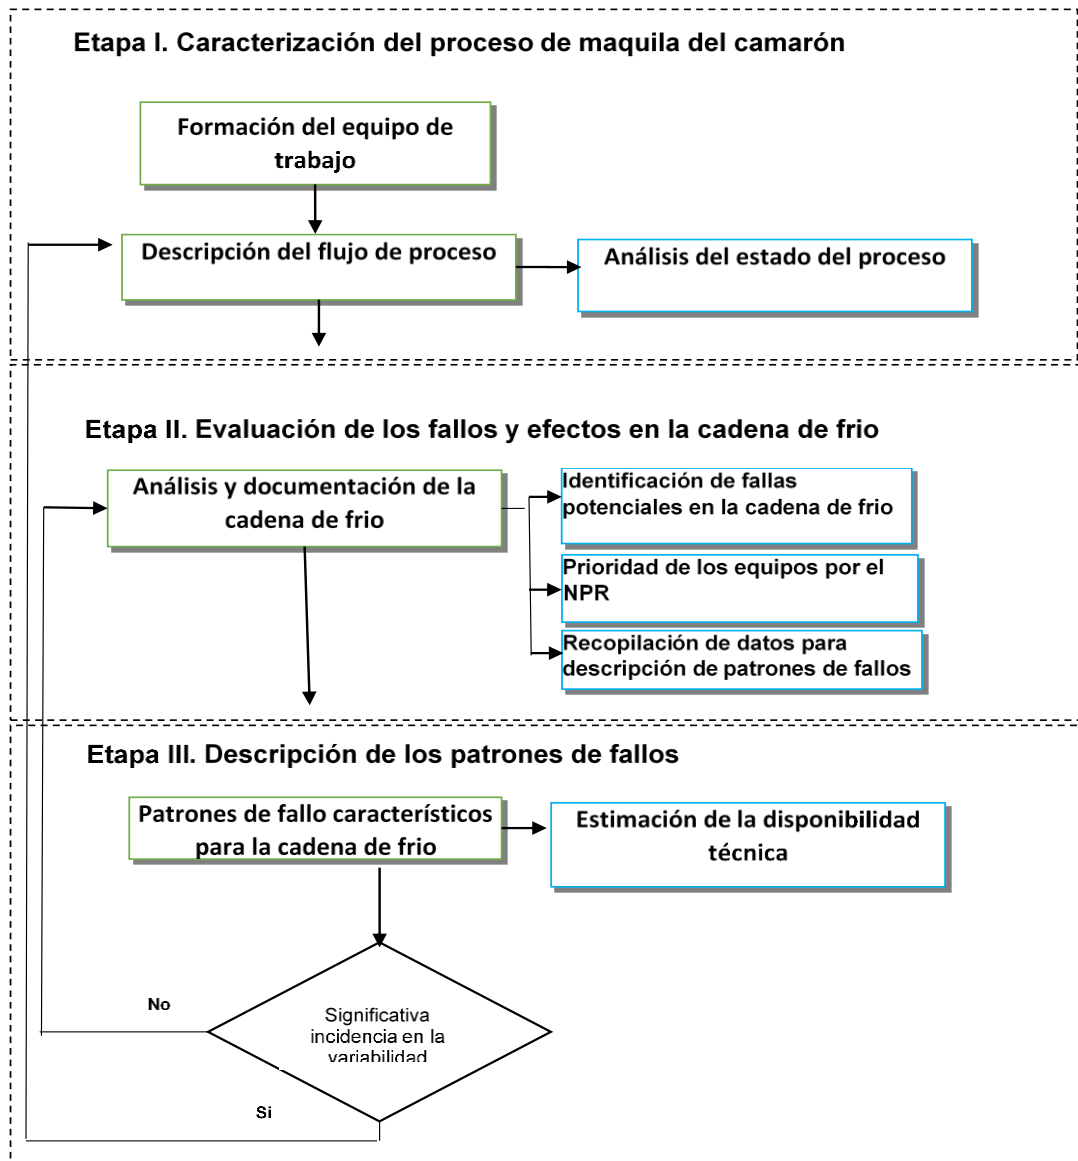 Etapa I. Caracterización del proceso de maquila del camarón
Formación del equipo de
trabajo
Descripción del flujo de proceso
Análisis del estado del proceso
Etapa II. Evaluación de los fallos y efectos en la cadena de frio
Análisis y documentación de la
cadena de frio
Identificación de fallas
potenciales en la cadena de frio
Prioridad de los equipos por el
NPR
Recopilación de datos para
descripción de patrones de fallos
Etapa III. Descripción de los patrones de fallos
Patrones de fallo característicos
para la cadena de frio
Estimación de la disponibilidad
técnica
No
Significativa
incidencia en la
variabilidad
Si